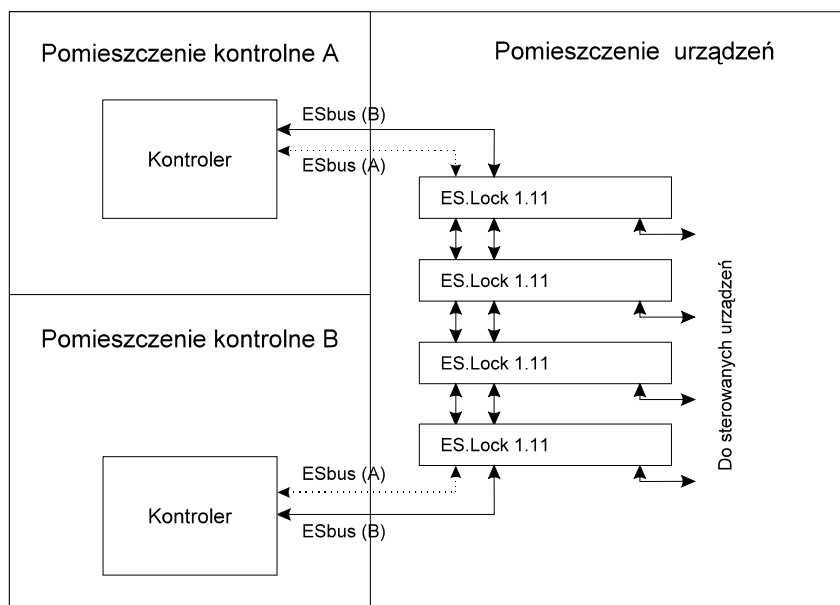 Pomieszczenie kontrolne A
Pomieszczenie urządzeń
Kontroler
ESbus (B)
ESbus (A)
ES.Lock 1.11
ES.Lock 1.11
ES.Lock 1.11
ES.Lock 1.11
Do sterowanych urządzeń
Pomieszczenie kontrolne B
Kontroler
ESbus (A)
ESbus (B)